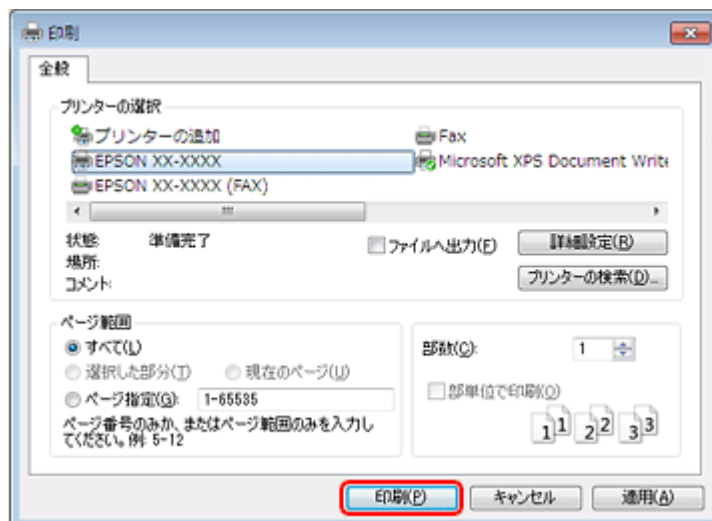 印刷
全般
プリンターの選択
プリンターの追加
Fax
EPSON XX-XXXX
Microsoft XPS Document Write
EPSON XX-XXXX (FAX)
状態: 準備完了
ファイルへ出力(F)
詳細設定(R)
場所:
コメント:
プリンターの検索(D)...
ページ範囲
すべて(L)
部数(C): 1
選択した部分(T)
現在のページ(U)
部単位で印刷(O)
ページ指定(G): 1-65535
ページ番号のみか、またはページ範囲のみを入力し
てください。例: 5-12
11 22 33
印刷(P)
キャンセル
適用(A)